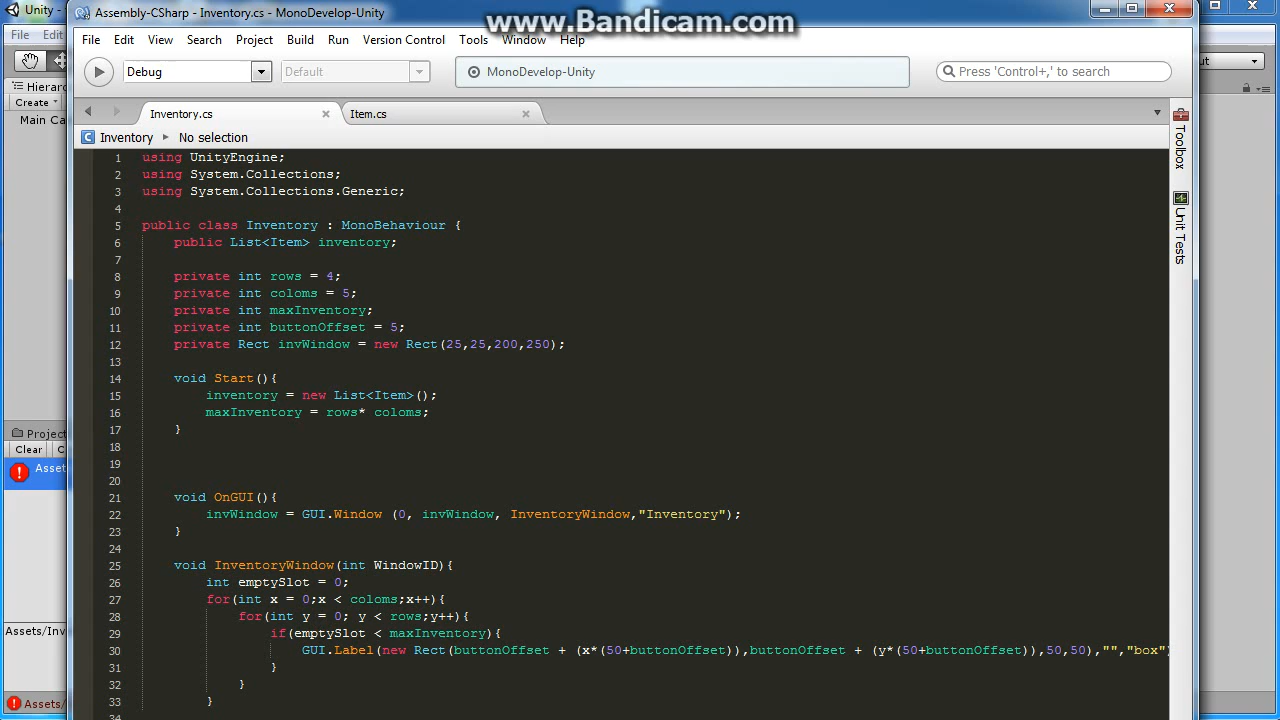 Unity -
Assembly-CSharp - Inventory.cs - MonoDevelop-Unity
www.Bandicam.com
File Edit
File Edit View Search Project Build Run Version Control Tools Window Help
Debug
Default
MonoDevelop-Unity
Press 'Control+,' to search
Hierarc
Create
Main Ca
Inventory.cs
Item.cs
Inventory
No selection
Toolbox
Unit Tests
1 using UnityEngine;
2 using System.Collections;
3 using System.Collections.Generic;
4
5 public class Inventory : MonoBehaviour {
6 public List<Item> inventory;
7
8 private int rows = 4;
9 private int coloms = 5;
10 private int maxInventory;
11 private int buttonOffset = 5;
12 private Rect invWindow = new Rect(25,25,200,250);
13
14 void Start(){
15 inventory = new List<Item>();
16 maxInventory = rows* coloms;
17 }
18
19
20
21 void OnGUI(){
22 invWindow = GUI.Window (0, invWindow, InventoryWindow,"Inventory");
23 }
24
25 void InventoryWindow(int WindowID){
26 int emptySlot = 0;
27 for(int x = 0;x < coloms;x++){
28 for(int y = 0; y < rows;y++){
29 if(emptySlot < maxInventory){
30 GUI.Label(new Rect(buttonOffset + (x*(50+buttonOffset)),buttonOffset + (y*(50+buttonOffset)),50,50),"","box")
31 }
32 }
33 }
34
Project
Clear
Asset
Assets/Inv
Assets/
ut